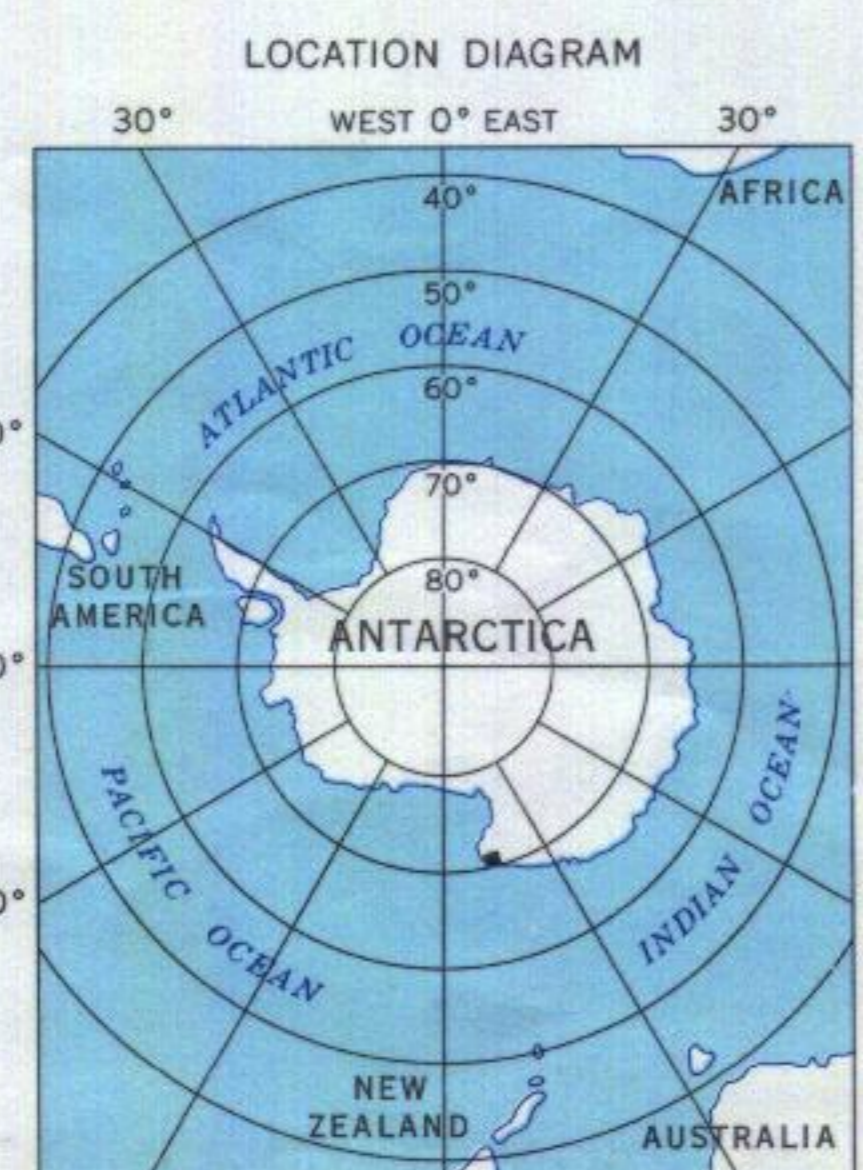 LOCATION DIAGRAM
30° WEST 0° EAST 30°
AFRICA
40°
50°
ATLANTIC OCEAN
60°
70°
80°
SOUTH
AMERICA
ANTARCTICA
PACIFIC OCEAN
INDIAN OCEAN
NEW
ZEALAND
AUSTRALIA